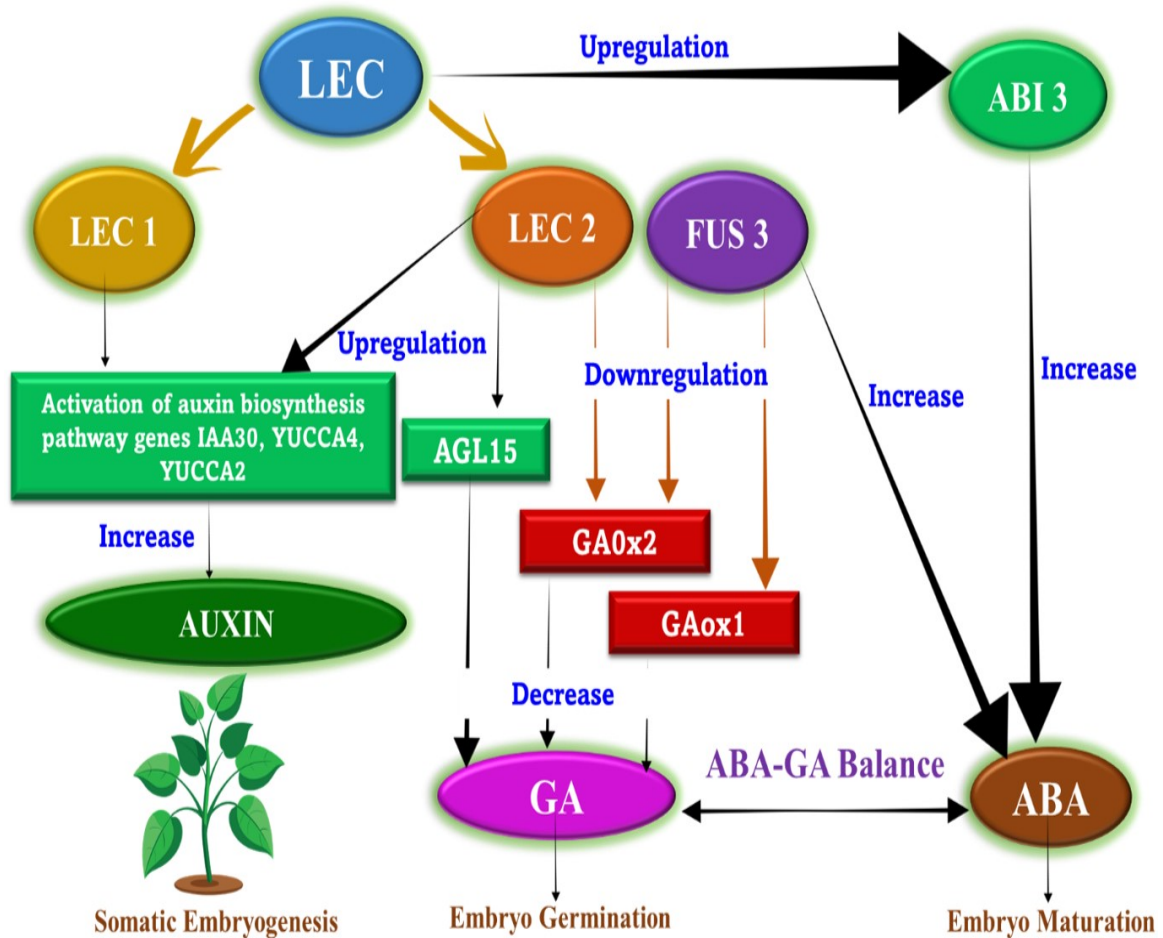 LEC
Upregulation
ABI 3
LEC 1
LEC 2
FUS 3
Upregulation
Downregulation
Increase
Increase
Activation of auxin biosynthesis
pathway genes IAA30, YUCCA4,
YUCCA2
AGL15
Increase
GA0x2
GAox1
AUXIN
Decrease
ABA-GA Balance
GA
ABA
Somatic Embryogenesis
Embryo Germination
Embryo Maturation